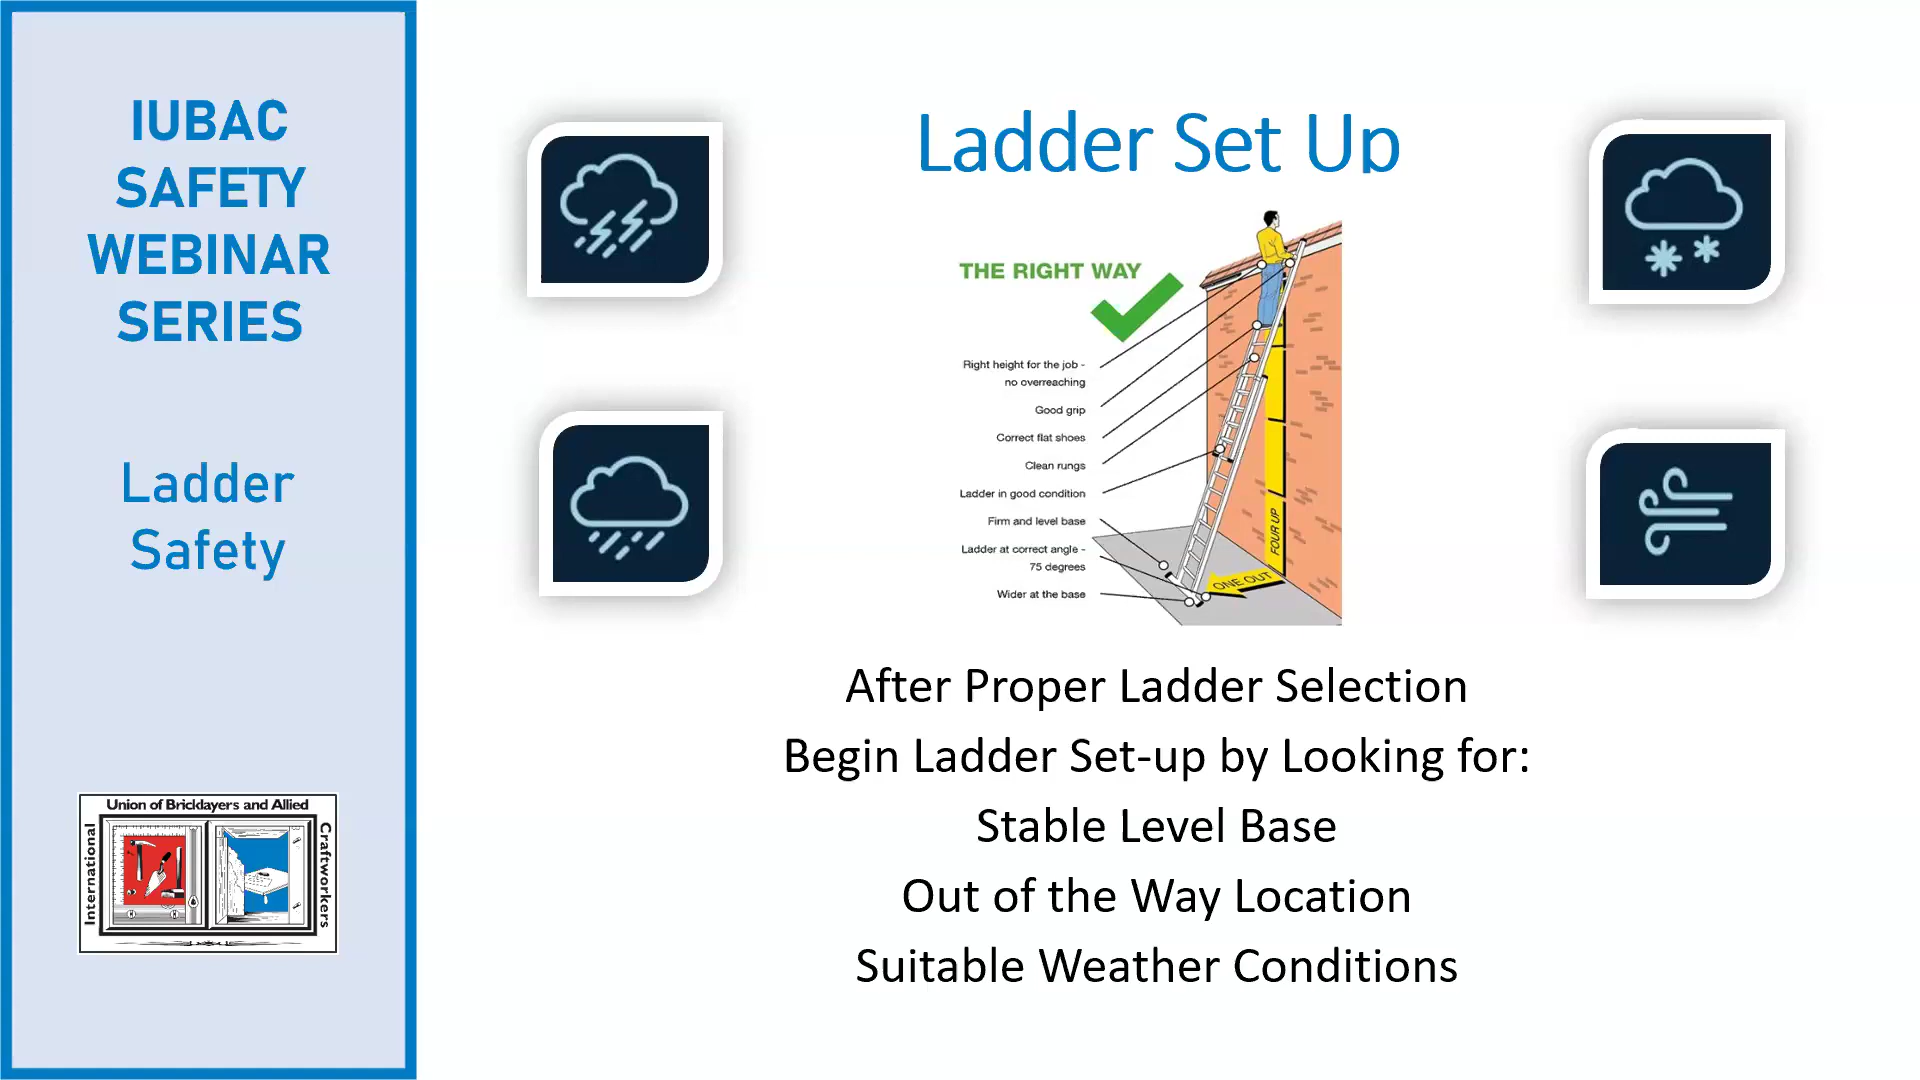 IUBAC
SAFETY
WEBINAR
SERIES
Ladder
Safety
Union of Bricklayers and Allied
International
Craftworkers
Ladder Set Up
THE RIGHT WAY
Right height for the job -
no overreaching
Good grip
Correct flat shoes
Clean rungs
Ladder in good condition
Firm and level base
Ladder at correct angle -
75 degrees
Wider at the base
FOUR UP
ONE OUT
After Proper Ladder Selection
Begin Ladder Set-up by Looking for:
Stable Level Base
Out of the Way Location
Suitable Weather Conditions